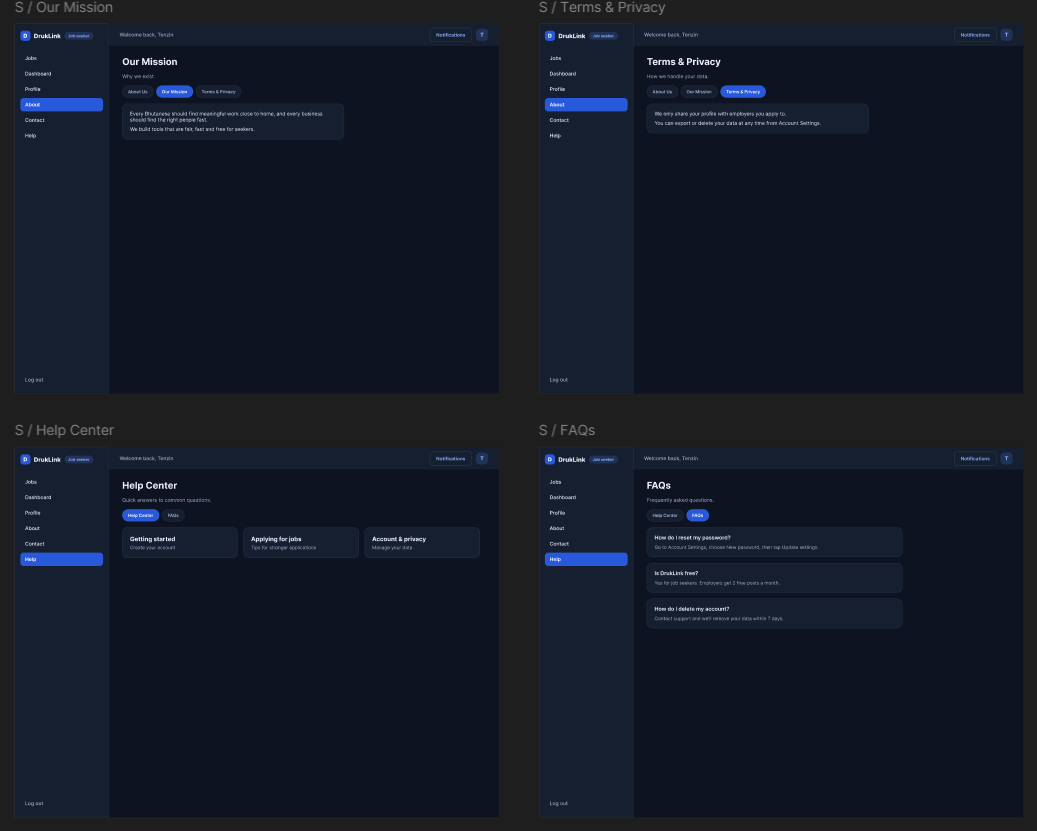 S / Our Mission
D DrukLink Job seeker
Welcome back, Tenzin
Notifications
T
Jobs
Dashboard
Profile
About
Contact
Help
Log out
Our Mission
Why we exist.
About Us
Our Mission
Terms & Privacy
Every Bhutanese should find meaningful work close to home, and every business
should find the right people fast.
We build tools that are fair, fast and free for seekers.
S / Terms & Privacy
D DrukLink Job seeker
Welcome back, Tenzin
Notifications
T
Jobs
Dashboard
Profile
About
Contact
Help
Log out
Terms & Privacy
How we handle your data.
About Us
Our Mission
Terms & Privacy
We only share your profile with employers you apply to.
You can export or delete your data at any time from Account Settings.
S / Help Center
D DrukLink Job seeker
Welcome back, Tenzin
Notifications
T
Jobs
Dashboard
Profile
About
Contact
Help
Log out
Help Center
Quick answers to common questions.
Help Center
FAQs
Getting started
Create your account
Applying for jobs
Tips for stronger applications
Account & privacy
Manage your data
S / FAQs
D DrukLink Job seeker
Welcome back, Tenzin
Notifications
T
Jobs
Dashboard
Profile
About
Contact
Help
Log out
FAQs
Frequently asked questions.
Help Center
FAQs
How do I reset my password?
Go to Account Settings, choose New password, then tap Update settings.
Is DrukLink free?
Yes for job seekers. Employers get 2 free posts a month.
How do I delete my account?
Contact support and we'll remove your data within 7 days.